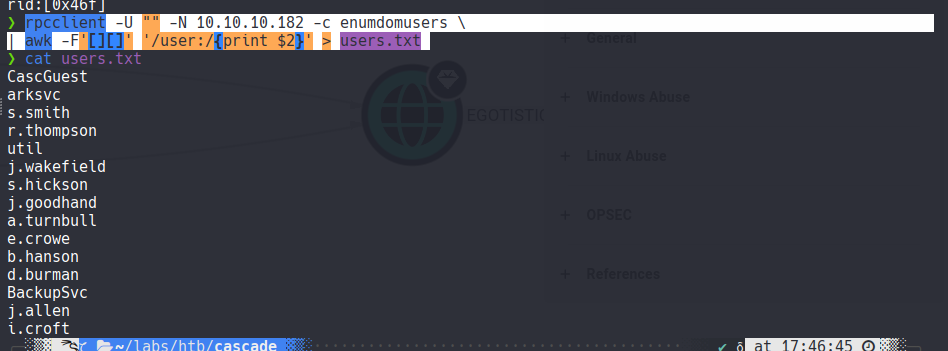 rid:[0x46f]
❯ rpcclient -U "" -N 10.10.10.182 -c enumdomusers \
| awk -F'[][]' '/user:/{print $2}' > users.txt
General
❯ cat users.txt
CascGuest
arksvc
Windows Abuse
s.smith
EGOTISTIC
r.thompson
util
Linux Abuse
j.wakefield
s.hickson
j.goodhand
OPSEC
a.turnbull
e.crowe
b.hanson
References
d.burman
BackupSvc
j.allen
i.croft
~/labs/htb/cascade ✔ at 17:46:45